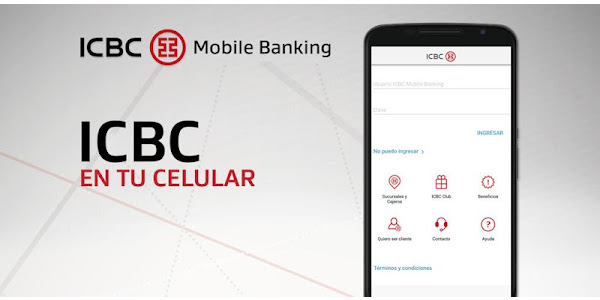 ICBC Mobile Banking
ICBC
EN TU CELULAR
ICBC
Usuario ICBC Mobile Banking
Clave
INGRESAR
No puedo ingresar >
Sucursales y
Cajeros
ICBC Club
Beneficios
Quiero ser cliente
Contacto
Ayuda
Términos y condiciones